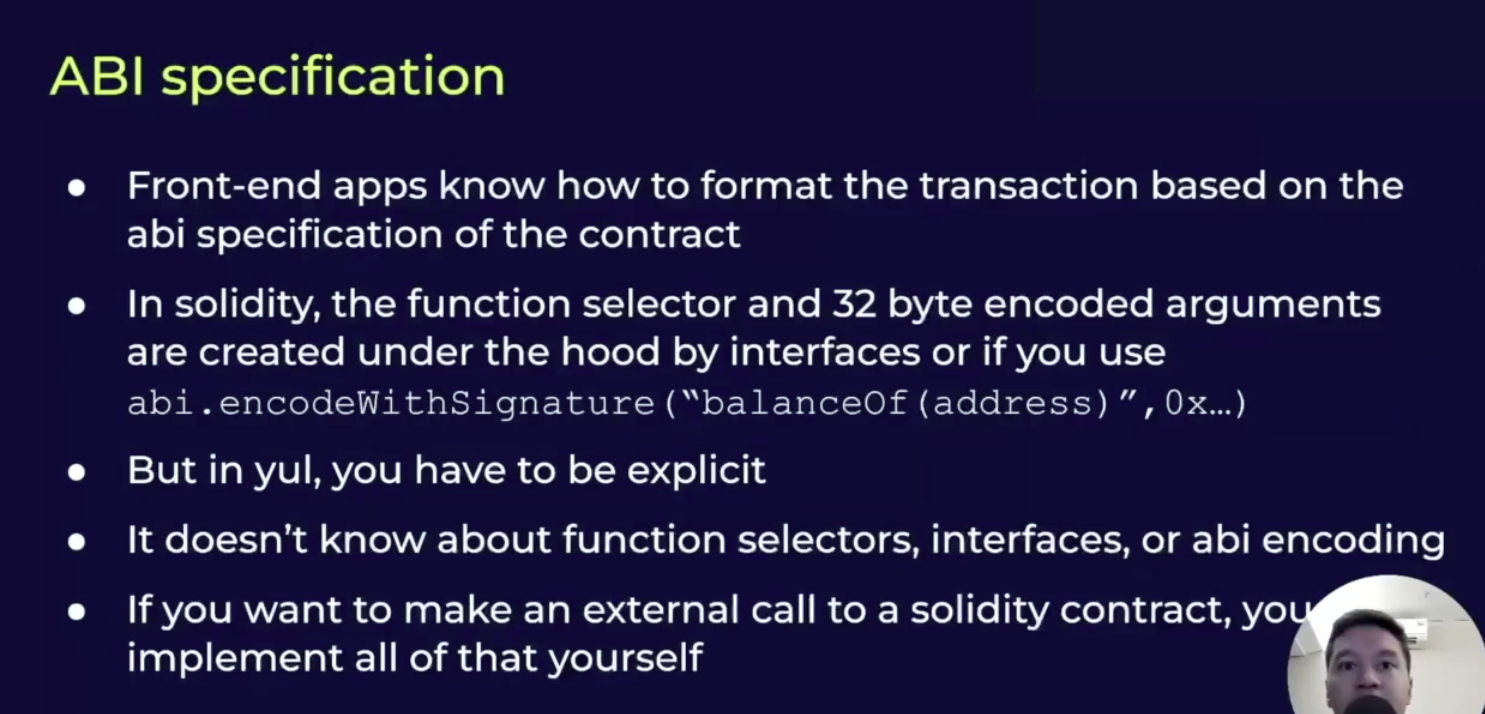 ABI specification
● Front-end apps know how to format the transaction based on the
abi specification of the contract
● In solidity, the function selector and 32 byte encoded arguments
are created under the hood by interfaces or if you use
abi.encodeWithSignature(“balanceOf(address)”,0x…)
● But in yul, you have to be explicit
● It doesn’t know about function selectors, interfaces, or abi encoding
● If you want to make an external call to a solidity contract, you
implement all of that yourself